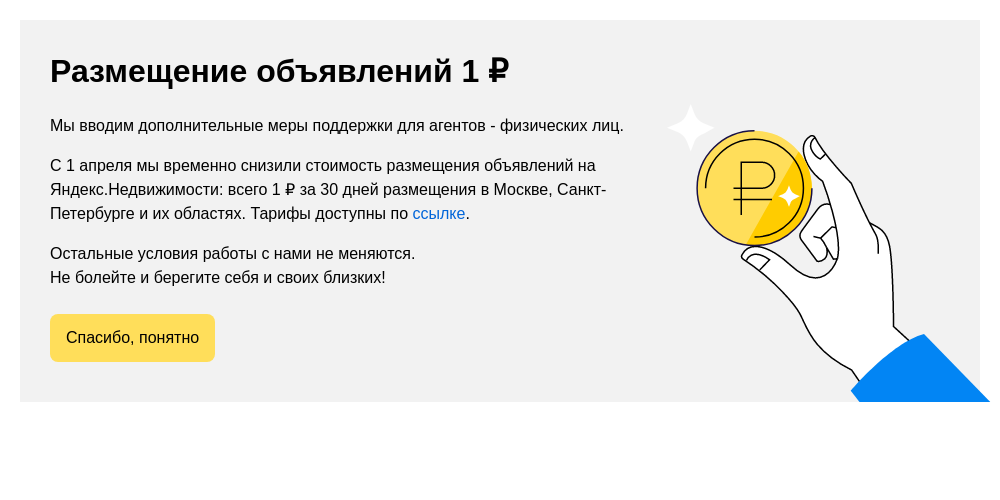 Размещение объявлений 1 ₽
Мы вводим дополнительные меры поддержки для агентов - физических лиц.
С 1 апреля мы временно снизили стоимость размещения объявлений на
Яндекс.Недвижимости: всего 1 ₽ за 30 дней размещения в Москве, Санкт-
Петербурге и их областях. Тарифы доступны по ссылке.
Остальные условия работы с нами не меняются.
Не болейте и берегите себя и своих близких!
Спасибо, понятно